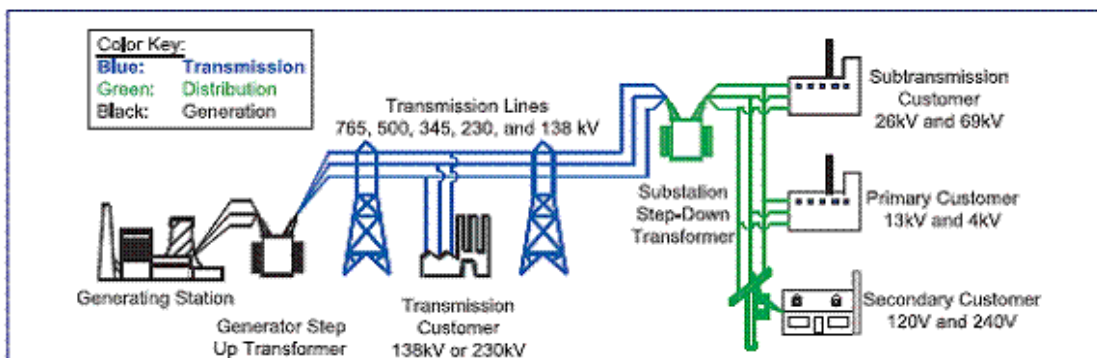 Color Key:
Blue: Transmission
Green: Distribution
Black: Generation
Transmission Lines
765, 500, 345, 230, and 138 kV
Subtransmission
Customer
26kV and 69kV
Substation
Step-Down
Transformer
Primary Customer
13kV and 4kV
Generating Station
Generator Step
Up Transformer
Transmission
Customer
138kV or 230kV
Secondary Customer
120V and 240V